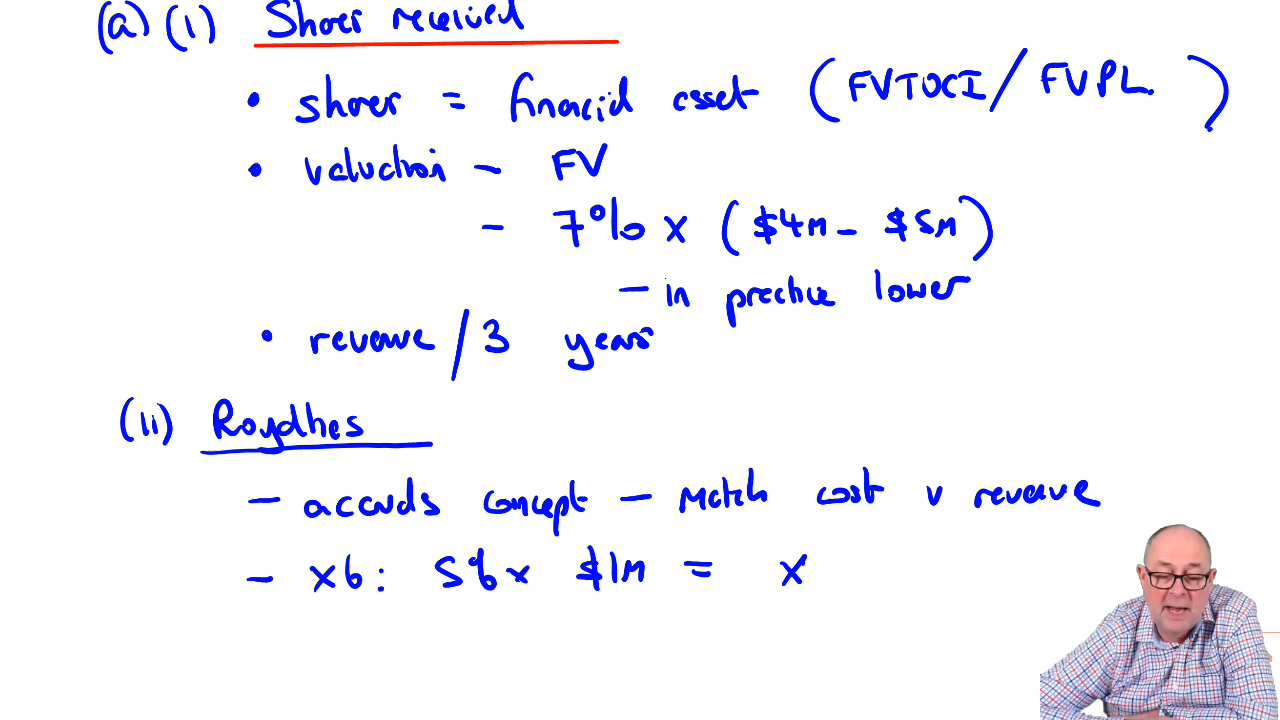 (a) (i) Shares received
• shares = financial asset (FVTOCI / FVPL)
• valuation - FV
- 7% x ($4M - $5M)
- in practice lower
• revenue / 3 years
(ii) Royalties
- accruals concept - match cost v revenue
- X6: 5% x $1M = X